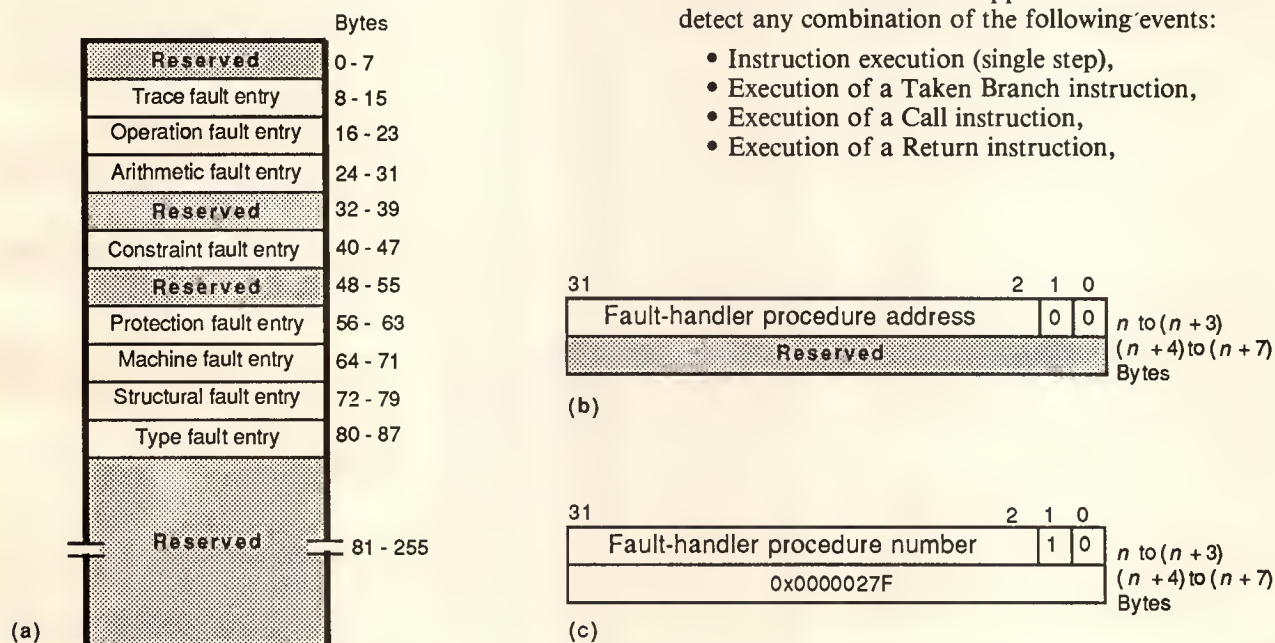 Bytes
Reserved 0 - 7
Trace fault entry 8 - 15
Operation fault entry 16 - 23
Arithmetic fault entry 24 - 31
Reserved 32 - 39
Constraint fault entry 40 - 47
Reserved 48 - 55
Protection fault entry 56 - 63
Machine fault entry 64 - 71
Structural fault entry 72 - 79
Type fault entry 80 - 87
Reserved 81 - 255
(a)
detect any combination of the following events:
• Instruction execution (single step),
• Execution of a Taken Branch instruction,
• Execution of a Call instruction,
• Execution of a Return instruction,
31 2 1 0
Fault-handler procedure address 0 0 n to (n + 3)
Reserved (n + 4) to (n + 7)
Bytes
(b)
31 2 1 0
Fault-handler procedure number 1 0 n to (n + 3)
0x0000027F (n + 4) to (n + 7)
Bytes
(c)